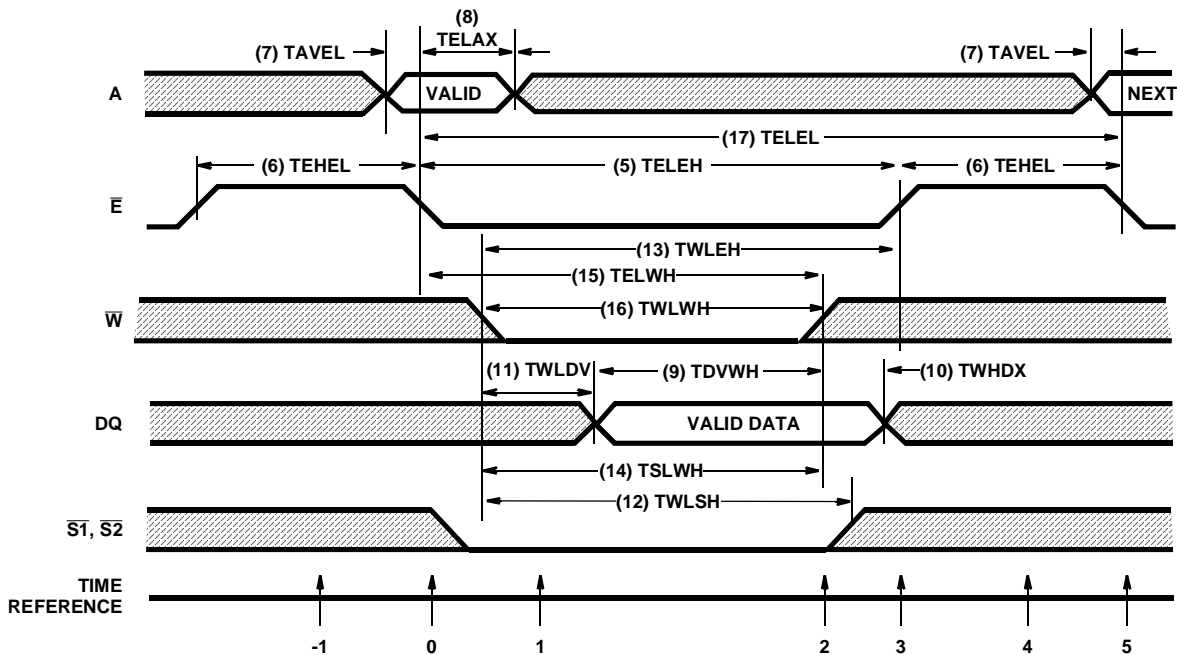 (8)
(7) TAVEL
TELAX
(7) TAVEL
A
VALID
NEXT
(17) TELEL
(6) TEHEL
(5) TELEH
(6) TEHEL
E̅
(13) TWLEH
(15) TELWH
(16) TWLWH
W̅
(11) TWLDV
(9) TDVWH
(10) TWHDX
DQ
VALID DATA
(14) TSLWH
(12) TWLSH
S̅1̅, S̅2̅
TIME
REFERENCE
-1 0 1 2 3 4 5